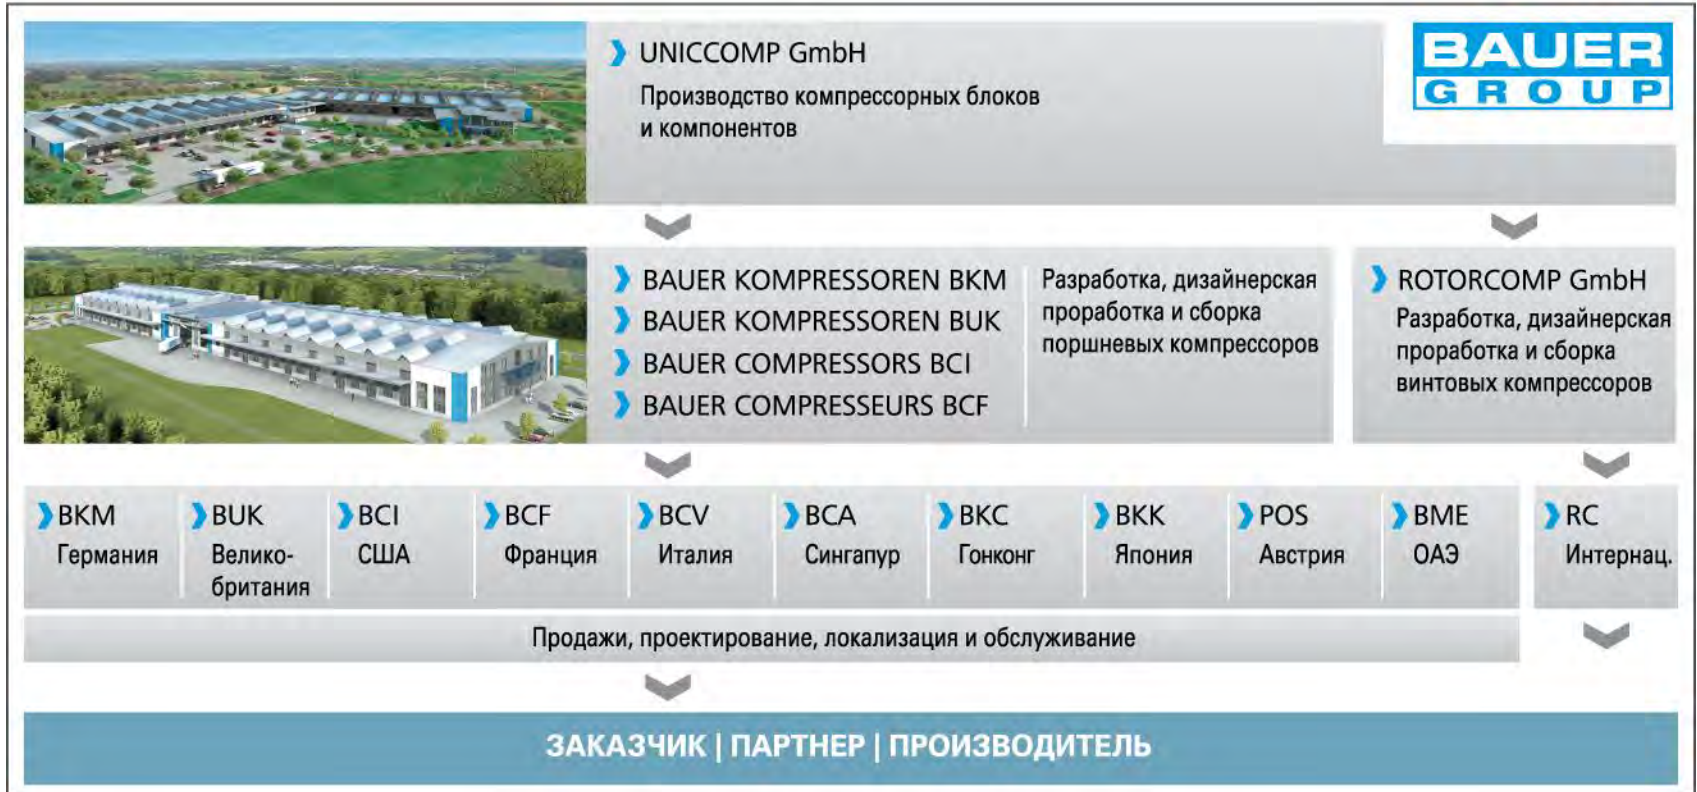 UNICCOMP GmbH
Производство компрессорных блоков
и компонентов
BAUER
GROUP
BAUER KOMPRESSOREN BKM
BAUER KOMPRESSOREN BUK
BAUER COMPRESSORS BCI
BAUER COMPRESSEURS BCF
Разработка, дизайнерская
проработка и сборка
поршневых компрессоров
ROTORCOMP GmbH
Разработка, дизайнерская
проработка и сборка
винтовых компрессоров
BKM
Германия
BUK
Велико-
британия
BCI
США
BCF
Франция
BCV
Италия
BCA
Сингапур
BKC
Гонконг
BKK
Япония
POS
Австрия
BME
ОАЭ
RC
Интернац.
Продажи, проектирование, локализация и обслуживание
ЗАКАЗЧИК | ПАРТНЕР | ПРОИЗВОДИТЕЛЬ